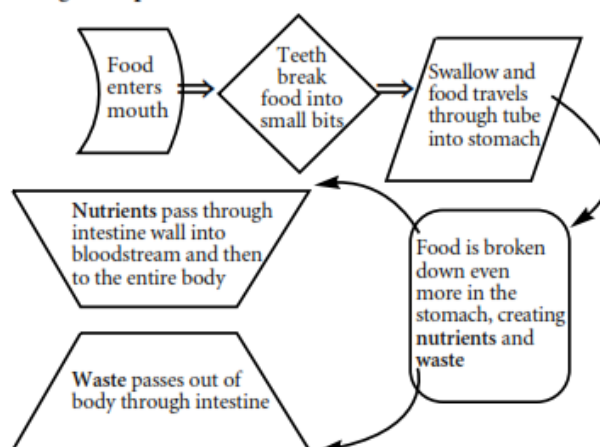 Food
enters
mouth
Teeth
break
food into
small bits
Swallow and
food travels
through tube
into stomach
Food is broken
down even
more in the
stomach, creating
nutrients and
waste
Nutrients pass through
intestine wall into
bloodstream and then
to the entire body
Waste passes out of
body through intestine